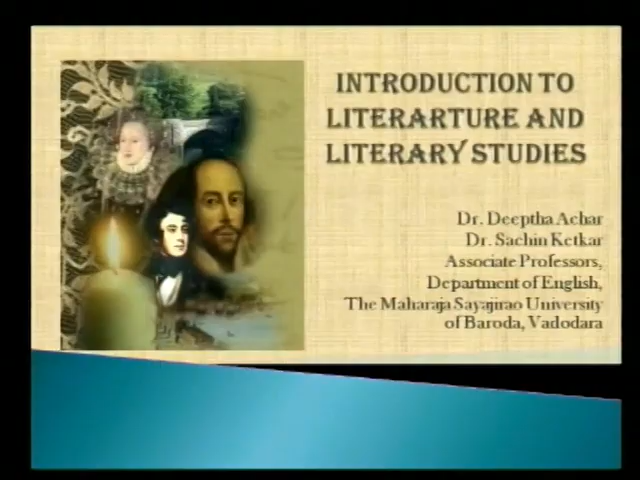 INTRODUCTION TO
LITERARTURE AND
LITERARY STUDIES
Dr. Deeptha Achar
Dr. Sachin Ketkar
Associate Professors,
Department of English,
The Maharaja Sayajirao University
of Baroda, Vadodara